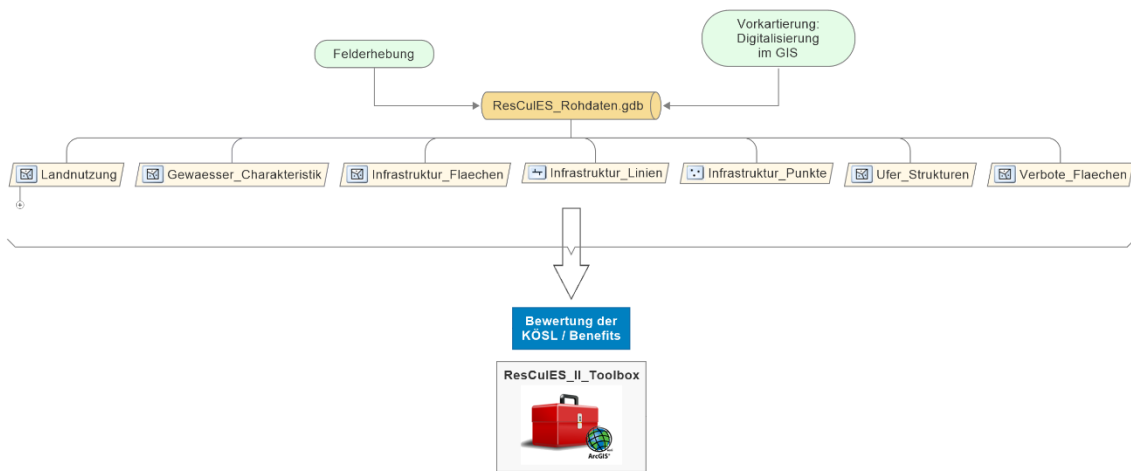 Vorkartierung:
Digitalisierung
im GIS
Felderhebung
ResCulES_Rohdaten.gdb
Landnutzung
Gewaesser_Charakteristik
Infrastruktur_Flaechen
Infrastruktur_Linien
Infrastruktur_Punkte
Ufer_Strukturen
Verbote_Flaechen
Bewertung der
KÖSL / Benefits
ResCulES_II_Toolbox
ArcGIS